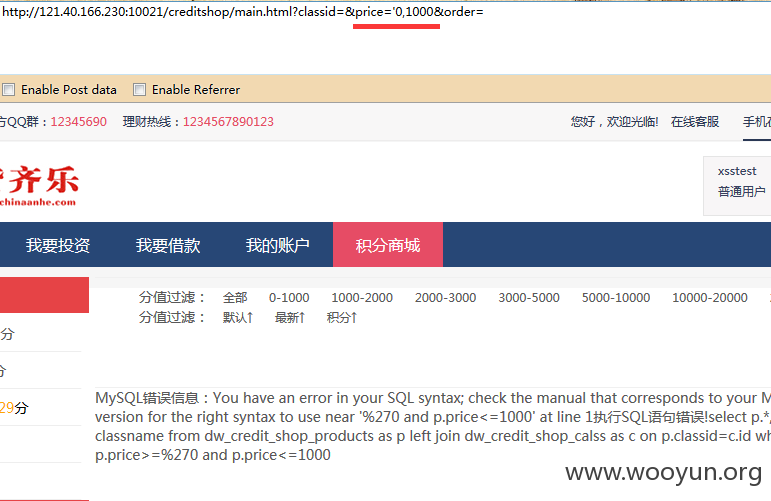 http://121.40.166.230:10021/creditshop/main.html?classid=&price='0,1000&order=
Enable Post data Enable Referrer
方QQ群：12345690 理财热线：1234567890123 您好，欢迎光临! 在线客服 手机在
齐乐
chinaanhe.com
xsstest
普通用户
我要投资 我要借款 我的账户 积分商城
分值过滤： 全部 0-1000 1000-2000 2000-3000 3000-5000 5000-10000 10000-20000
分值过滤： 默认↑ 最新↑ 积分↑
分
分
29分
MySQL错误信息：You have an error in your SQL syntax; check the manual that corresponds to your M
version for the right syntax to use near '%270 and p.price<=1000' at line 1执行SQL语句错误!select p.*,
classname from dw_credit_shop_products as p left join dw_credit_shop_calss as c on p.classid=c.id wh
p.price>=%270 and p.price<=1000
www.wooyun.org